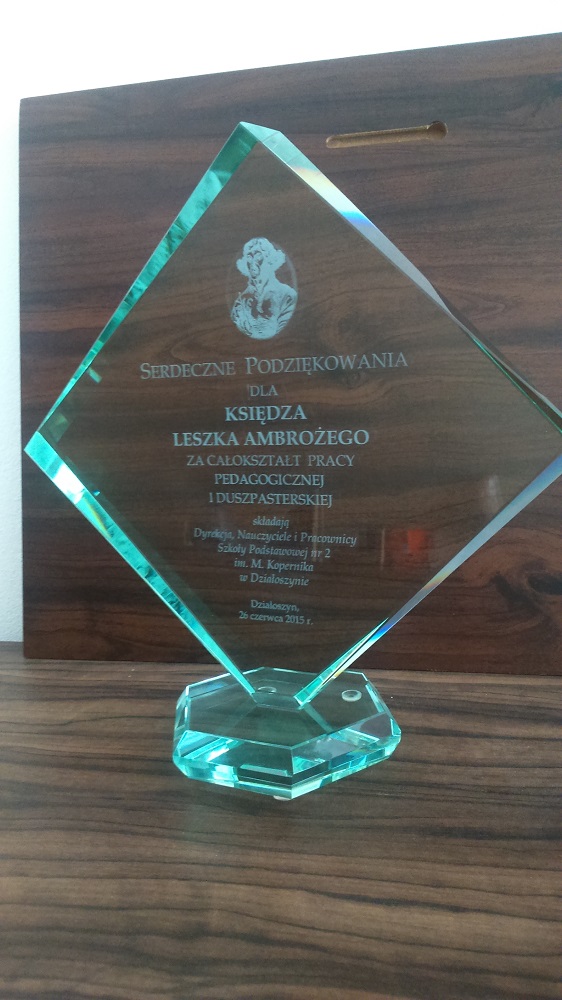 SERDECZNE PODZIĘKOWANIA
DLA
KSIĘDZA
LESZKA AMBROŻEGO
ZA CAŁOKSZTAŁT PRACY
PEDAGOGICZNEJ
I DUSZPASTERSKIEJ
składają
Dyrekcja, Nauczyciele i Pracownicy
Szkoły Podstawowej nr 2
im. M. Kopernika
w Działoszynie
Działoszyn,
26 czerwca 2015 r.